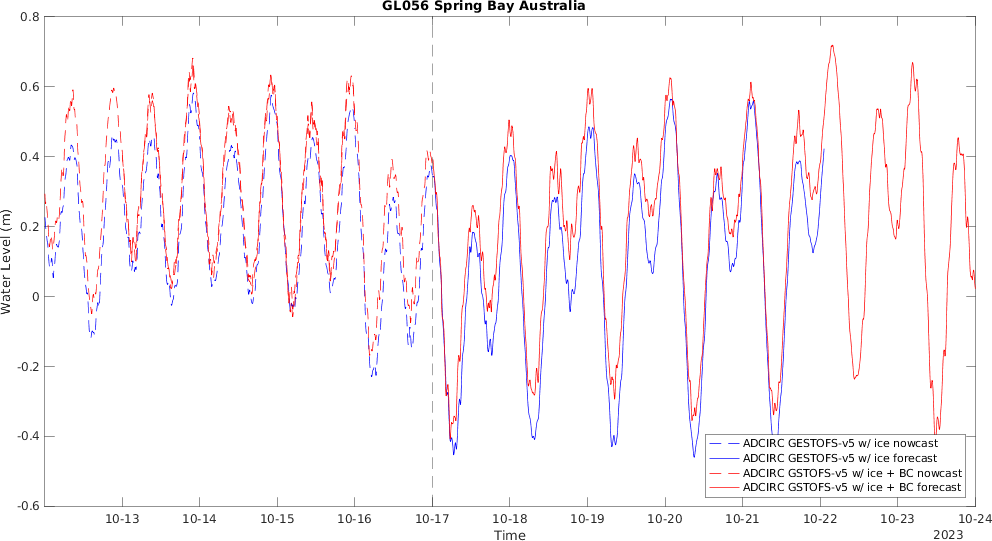 GL056 Spring Bay Australia
Water Level (m)
0.8
0.6
0.4
0.2
0
-0.2
-0.4
-0.6
ADCIRC GESTOFS-v5 w/ ice nowcast
ADCIRC GESTOFS-v5 w/ ice forecast
ADCIRC GSTOFS-v5 w/ ice + BC nowcast
ADCIRC GSTOFS-v5 w/ ice + BC forecast
10-13 10-14 10-15 10-16 10-17 10-18 10-19 10-20 10-21 10-22 10-23 10-24
Time
2023